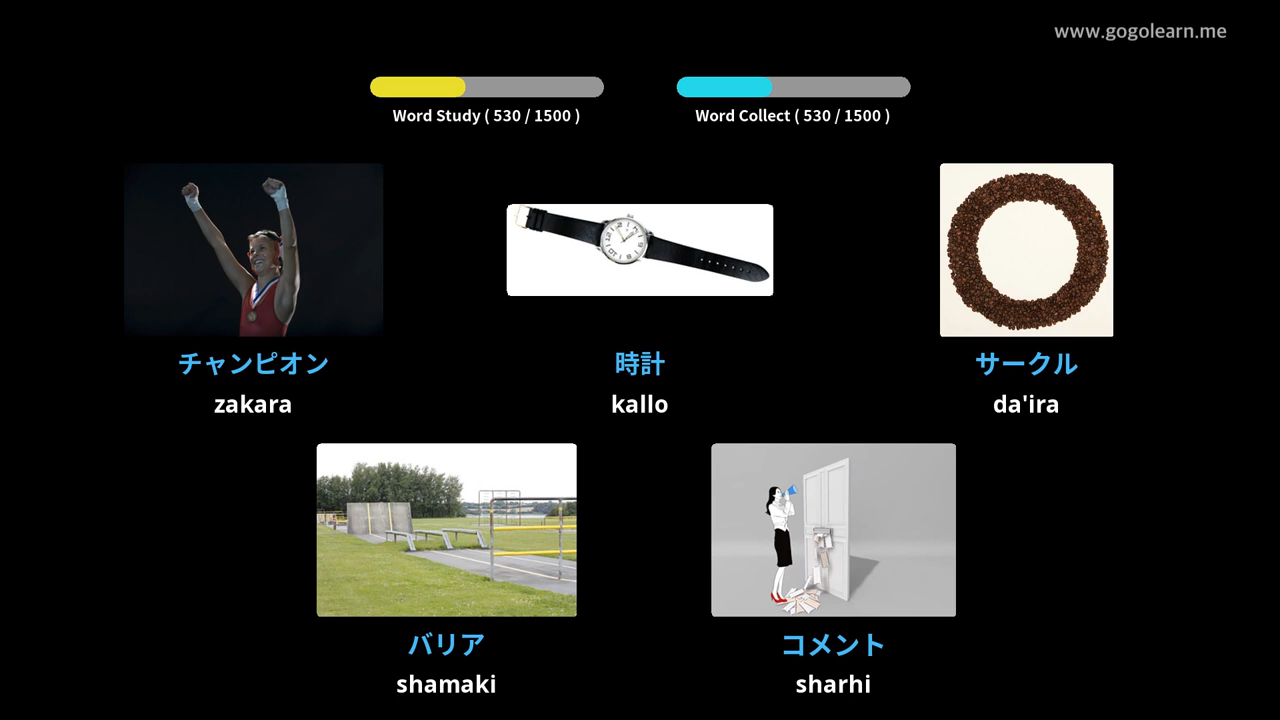 www.gogolearn.me
Word Study ( 530 / 1500 )
Word Collect ( 530 / 1500 )
チャンピオン
zakara
時計
kallo
サークル
da'ira
バリア
shamaki
コメント
sharhi